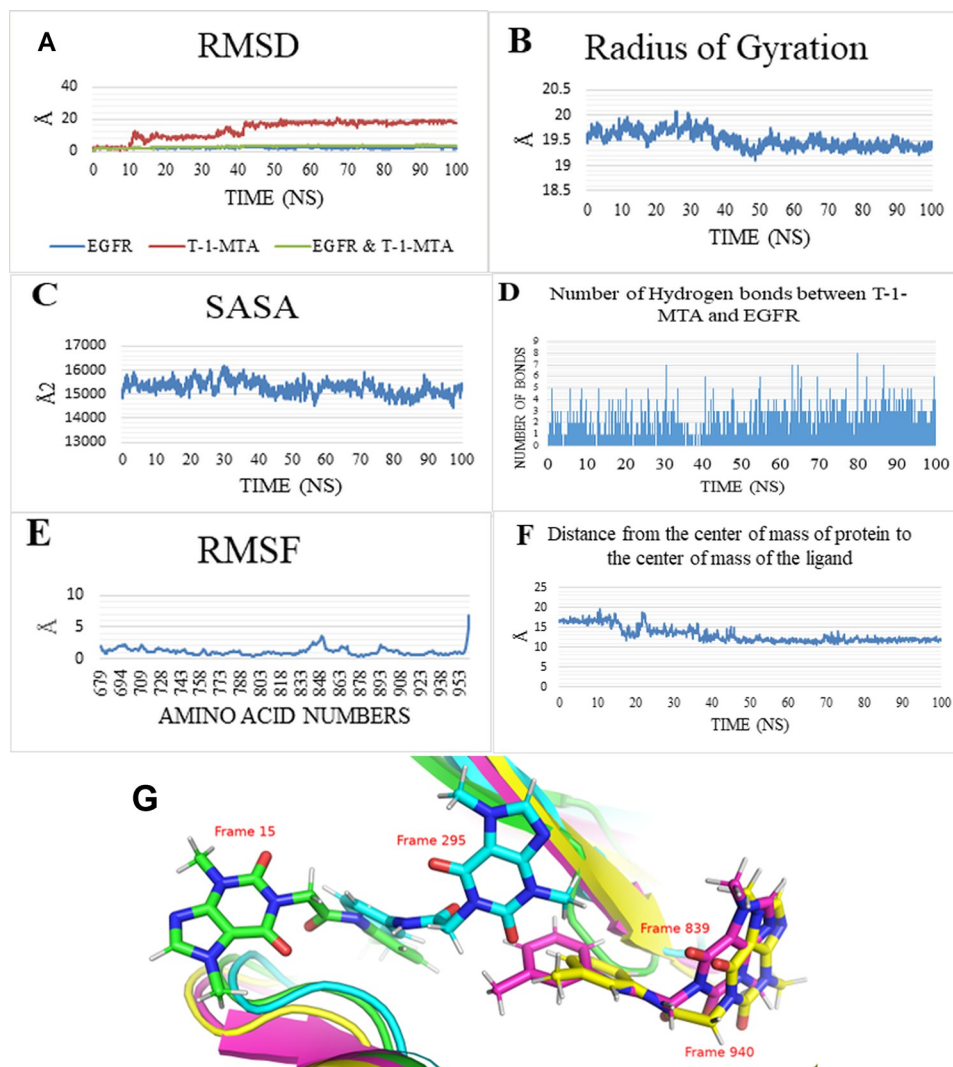 A
RMSD
40
20
0
Å
0 10 20 30 40 50 60 70 80 90 100
TIME (NS)
EGFR T-1-MTA EGFR & T-1-MTA
B
Radius of Gyration
20.5
20
19.5
19
18.5
Å
0 10 20 30 40 50 60 70 80 90 100
TIME (NS)
C
SASA
17000
16000
15000
14000
13000
Å2
0 10 20 30 40 50 60 70 80 90 100
TIME (NS)
D
Number of Hydrogen bonds between T-1-
MTA and EGFR
NUMBER OF BONDS
9
8
7
6
5
4
3
2
1
0
0 10 20 30 40 50 60 70 80 90 100
TIME (NS)
E
RMSF
10
5
0
Å
679 694 709 728 743 758 773 788 803 818 833 848 863 878 893 908 923 938 953
AMINO ACID NUMBERS
F
Distance from the center of mass of protein to
the center of mass of the ligand
25
20
15
10
5
0
Å
0 10 20 30 40 50 60 70 80 90 100
TIME (NS)
G
Frame 15
Frame 295
Frame 839
Frame 940